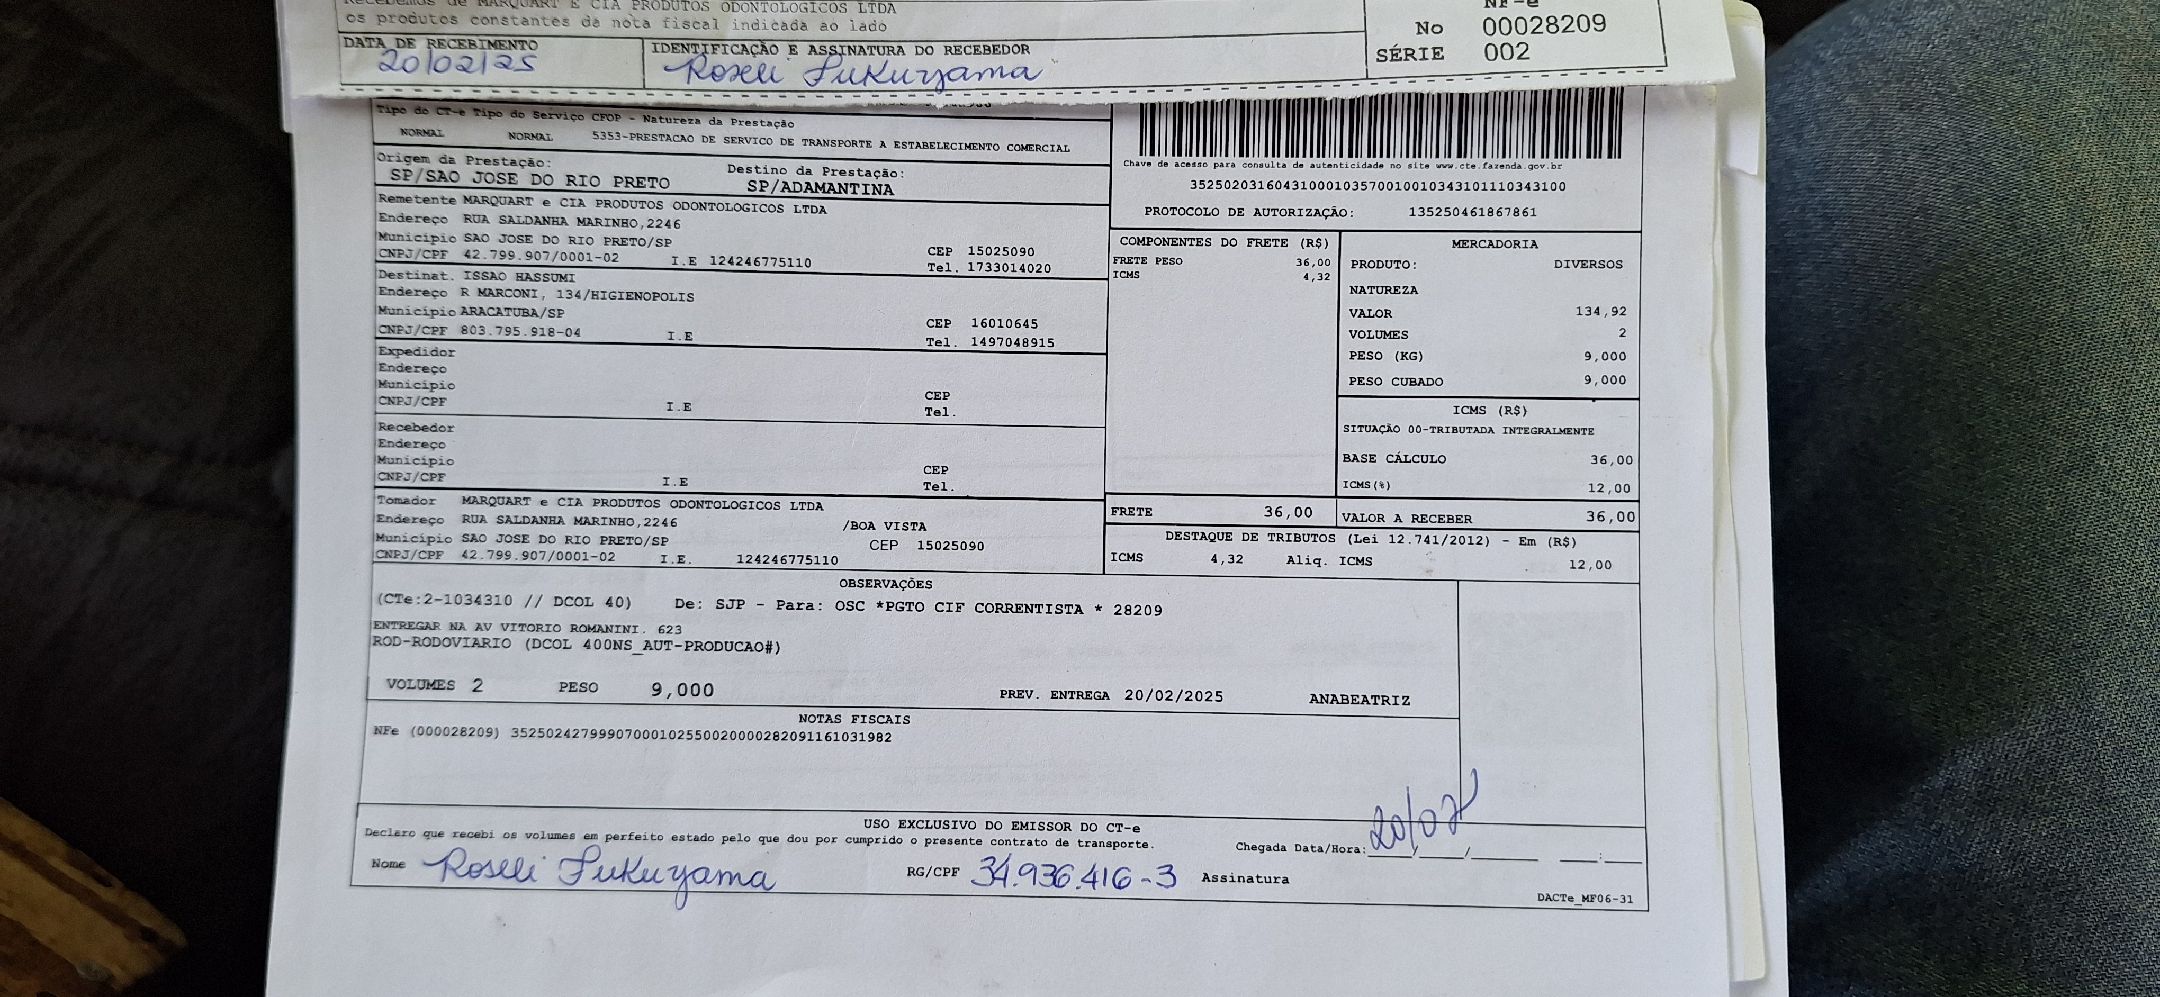 Recebemos de MARQUART E CIA PRODUTOS ODONTOLOGICOS LTDA
os produtos constantes da nota fiscal indicada ao lado
NF-e
No 00028209
SÉRIE 002
DATA DE RECEBIMENTO
20/02/25
IDENTIFICAÇÃO E ASSINATURA DO RECEBEDOR
Roseli Fukuyama
Tipo do CT-e Tipo do Serviço CFOP - Natureza da Prestação
NORMAL NORMAL 5353-PRESTACAO DE SERVICO DE TRANSPORTE A ESTABELECIMENTO COMERCIAL
Origem da Prestação: Destino da Prestação:
SP/SAO JOSE DO RIO PRETO SP/ADAMANTINA
Chave de acesso para consulta de autenticidade no site www.cte.fazenda.gov.br
35250203160431000103570010010343101110343100
PROTOCOLO DE AUTORIZAÇÃO: 135250461867861
Remetente MARQUART e CIA PRODUTOS ODONTOLOGICOS LTDA
Endereço RUA SALDANHA MARINHO,2246
Município SAO JOSE DO RIO PRETO/SP CEP 15025090
CNPJ/CPF 42.799.907/0001-02 I.E 124246775110 Tel. 1733014020
Destinat. ISSAO HASSUMI
Endereço R MARCONI, 134/HIGIENOPOLIS
Município ARACATUBA/SP CEP 16010645
CNPJ/CPF 803.795.918-04 I.E Tel. 1497048915
Expedidor
Endereço
Município CEP
CNPJ/CPF I.E Tel.
Recebedor
Endereço
Município CEP
CNPJ/CPF I.E Tel.
Tomador MARQUART e CIA PRODUTOS ODONTOLOGICOS LTDA
Endereço RUA SALDANHA MARINHO,2246 /BOA VISTA
Município SAO JOSE DO RIO PRETO/SP CEP 15025090
CNPJ/CPF 42.799.907/0001-02 I.E. 124246775110
COMPONENTES DO FRETE (R$)
FRETE PESO 36,00
ICMS 4,32
MERCADORIA
PRODUTO: DIVERSOS
NATUREZA
VALOR 134,92
VOLUMES 2
PESO (KG) 9,000
PESO CUBADO 9,000
ICMS (R$)
SITUAÇÃO 00-TRIBUTADA INTEGRALMENTE
BASE CÁLCULO 36,00
ICMS(%) 12,00
FRETE 36,00 VALOR A RECEBER 36,00
DESTAQUE DE TRIBUTOS (Lei 12.741/2012) - Em (R$)
ICMS 4,32 Aliq. ICMS 12,00
OBSERVAÇÕES
(CTe:2-1034310 // DCOL 40) De: SJP - Para: OSC *PGTO CIF CORRENTISTA * 28209
ENTREGAR NA AV VITORIO ROMANINI. 623
ROD-RODOVIARIO (DCOL 400NS_AUT-PRODUCAO#)
VOLUMES 2 PESO 9,000 PREV. ENTREGA 20/02/2025 ANABEATRIZ
NOTAS FISCAIS
NFe (000028209) 35250242799907000102550020000282091161031982
USO EXCLUSIVO DO EMISSOR DO CT-e
Declaro que recebi os volumes em perfeito estado pelo que dou por cumprido o presente contrato de transporte.
Chegada Data/Hora: 20/02
Nome Roseli Fukuyama RG/CPF 34.936.416-3 Assinatura
DACTe_MF06-31